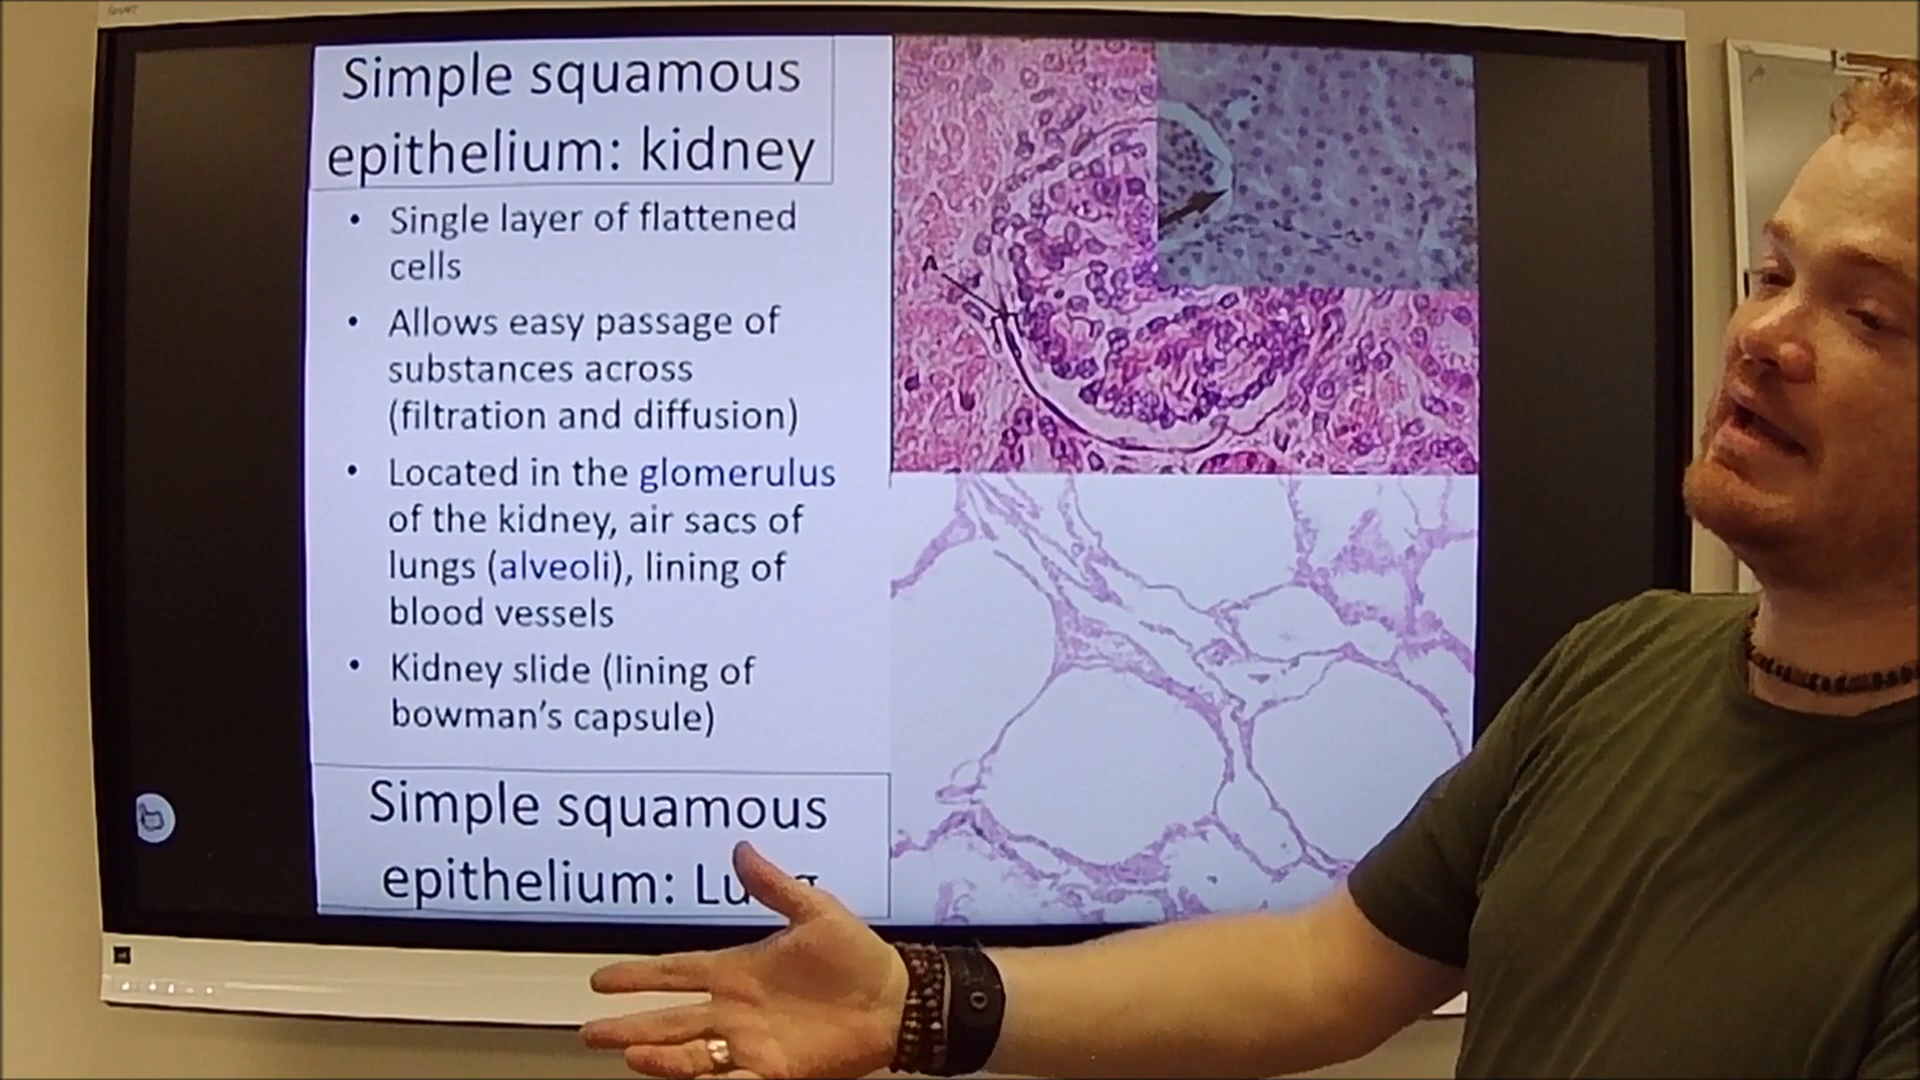 Simple squamous
epithelium: kidney
• Single layer of flattened
cells
• Allows easy passage of
substances across
(filtration and diffusion)
• Located in the glomerulus
of the kidney, air sacs of
lungs (alveoli), lining of
blood vessels
• Kidney slide (lining of
bowman's capsule)
A
Simple squamous
epithelium: